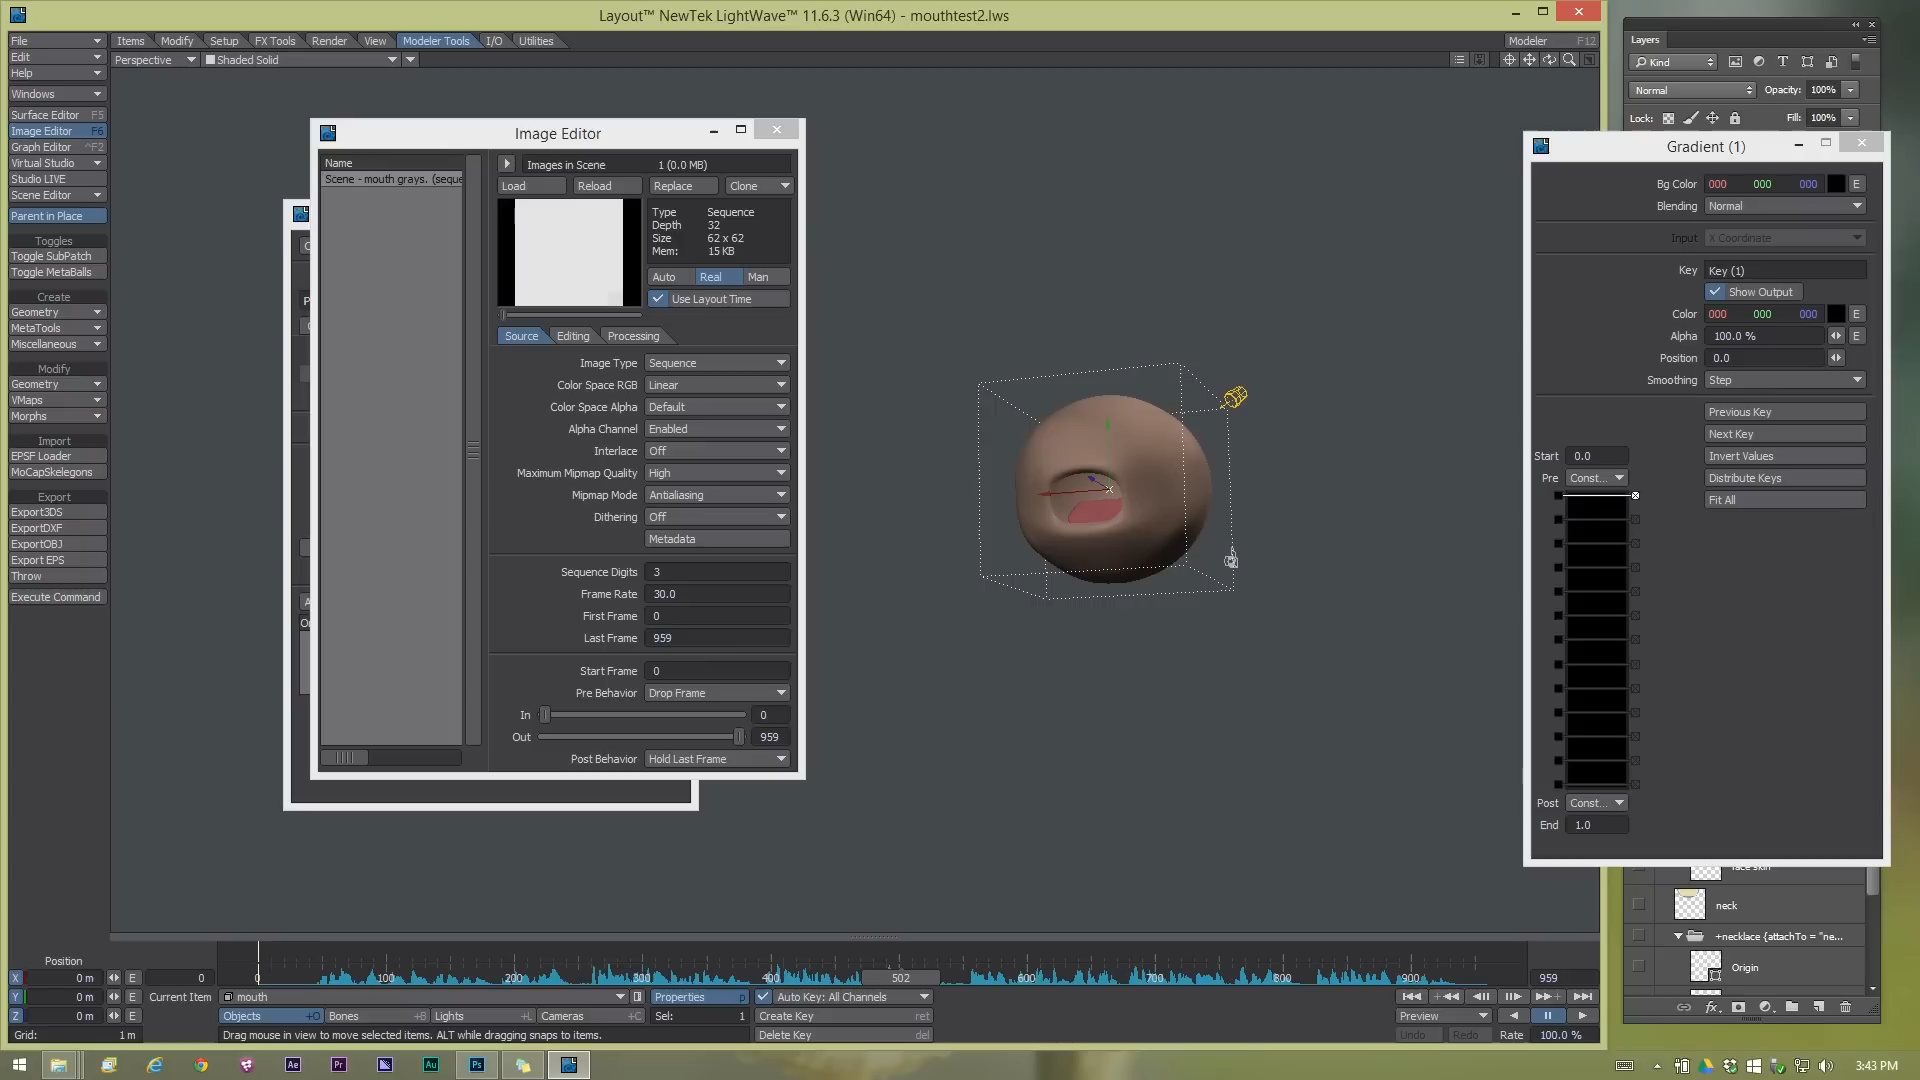 Layout™ NewTek LightWave™ 11.6.3 (Win64) - mouthtest2.lws
File
Items
Modify
Setup
FX Tools
Render
View
Modeler Tools
I/O
Utilities
Modeler F12
Edit
Perspective
Shaded Solid
Help
Windows
Surface Editor F5
Image Editor F6
Graph Editor ^F2
Virtual Studio
Studio LIVE
Scene Editor
Parent in Place
Toggles
Toggle SubPatch
Toggle MetaBalls
Create
Geometry
MetaTools
Miscellaneous
Modify
Geometry
VMaps
Morphs
Import
EPSF Loader
MoCapSkelegons
Export
Export3DS
ExportDXF
ExportOBJ
Export EPS
Throw
Execute Command
Image Editor
Name
Scene - mouth grays. (seque
Images in Scene 1 (0.0 MB)
Load
Reload
Replace
Clone
Type Sequence
Depth 32
Size 62 x 62
Mem: 15 KB
Auto
Real
Man
Use Layout Time
Source
Editing
Processing
Image Type Sequence
Color Space RGB Linear
Color Space Alpha Default
Alpha Channel Enabled
Interlace Off
Maximum Mipmap Quality High
Mipmap Mode Antialiasing
Dithering Off
Metadata
Sequence Digits 3
Frame Rate 30.0
First Frame 0
Last Frame 959
Start Frame 0
Pre Behavior Drop Frame
In 0
Out 959
Post Behavior Hold Last Frame
Layers
Kind
Normal Opacity: 100%
Lock: Fill: 100%
Gradient (1)
Bg Color 000 000 000 E
Blending Normal
Input X Coordinate
Key Key (1)
Show Output
Color 000 000 000 E
Alpha 100.0 % E
Position 0.0
Smoothing Step
Previous Key
Next Key
Start 0.0 Invert Values
Pre Const... Distribute Keys
Fit All
Post Const...
End 1.0
face skin
neck
+necklace {attachTo = "ne...
Origin
Position
X 0 m E 0
0 100 200 300 400 502 600 700 800 900 959
Y 0 m E Current Item mouth Properties p Auto Key: All Channels
Z 0 m E Objects +O Bones +B Lights +L Cameras +C Sel: 1 Create Key ret Preview
Grid: 1 m Drag mouse in view to move selected items. ALT while dragging snaps to items. Delete Key del Undo Redo Rate 100.0 %
Ae Pr Au Ps
3:43 PM